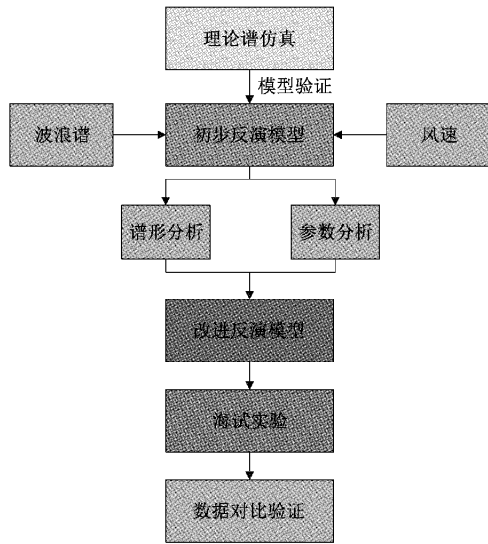 理论谱仿真
模型验证
波浪谱
初步反演模型
风速
谱形分析
参数分析
改进反演模型
海试实验
数据对比验证